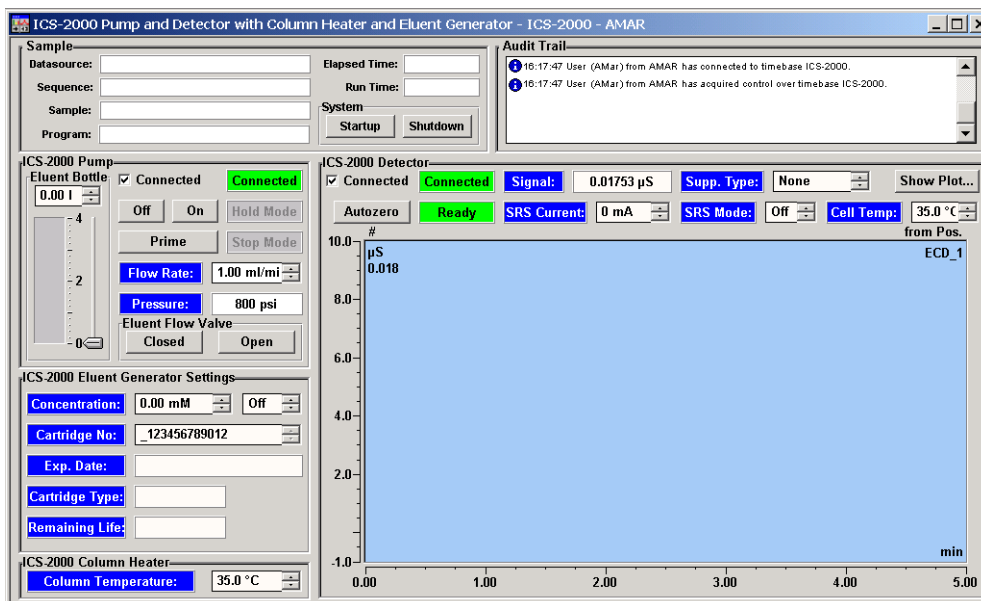 ICS-2000 Pump and Detector with Column Heater and Eluent Generator - ICS-2000 - AMAR
Sample
Datasource:
Elapsed Time:
Sequence:
Run Time:
Sample:
System
Program:
Startup Shutdown
Audit Trail
16:17:47 User (AMar) from AMAR has connected to timebase ICS-2000.
16:17:47 User (AMar) from AMAR has acquired control over timebase ICS-2000.
ICS-2000 Pump
Eluent Bottle
0.00 l
4
2
0
Connected Connected
Off On Hold Mode
Prime Stop Mode
Flow Rate: 1.00 ml/mi
Pressure: 800 psi
Eluent Flow Valve
Closed Open
ICS-2000 Eluent Generator Settings
Concentration: 0.00 mM Off
Cartridge No: _123456789012
Exp. Date:
Cartridge Type:
Remaining Life:
ICS-2000 Column Heater
Column Temperature: 35.0 °C
ICS-2000 Detector
Connected Connected Signal: 0.01753 µS Supp. Type: None Show Plot...
Autozero Ready SRS Current: 0 mA SRS Mode: Off Cell Temp: 35.0 °C
# from Pos.
10.0 µS ECD_1
0.018
8.0
6.0
4.0
2.0
-1.0 min
0.00 1.00 2.00 3.00 4.00 5.00